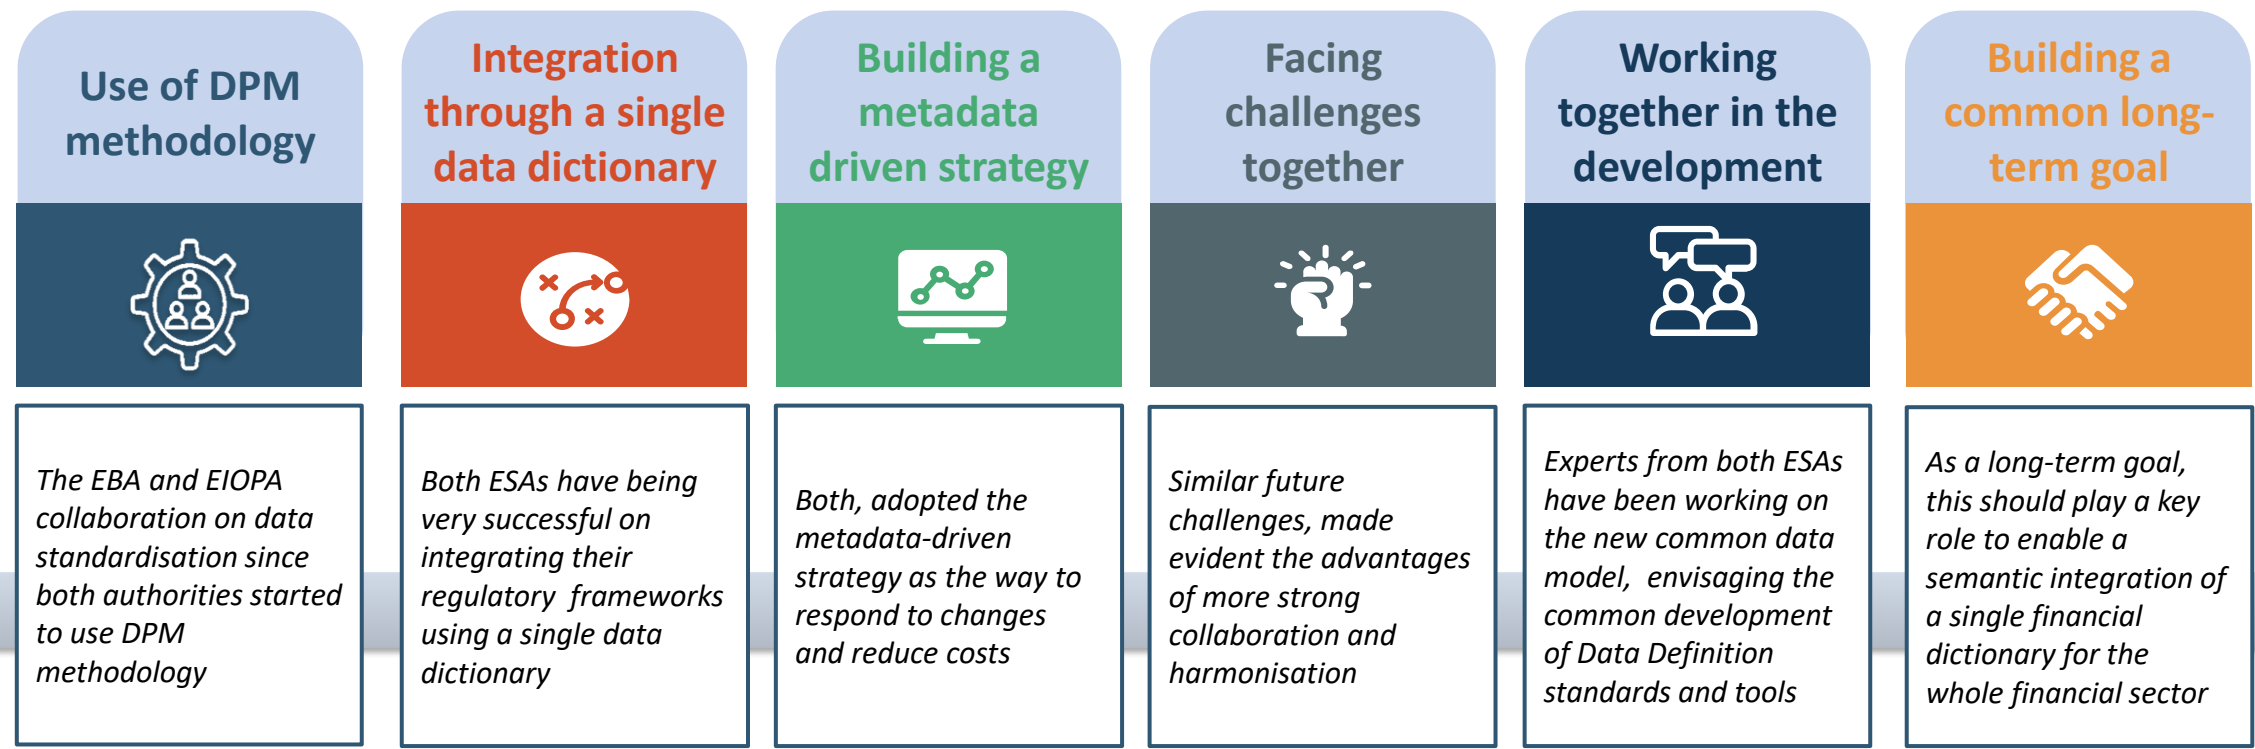 Use of DPM
methodology
The EBA and EIOPA
collaboration on data
standardisation since
both authorities started
to use DPM
methodology
Integration
through a single
data dictionary
Both ESAs have being
very successful on
integrating their
regulatory frameworks
using a single data
dictionary
Building a
metadata
driven strategy
Both, adopted the
metadata-driven
strategy as the way to
respond to changes
and reduce costs
Facing
challenges
together
Similar future
challenges, made
evident the advantages
of more strong
collaboration and
harmonisation
Working
together in the
development
Experts from both ESAs
have been working on
the new common data
model, envisaging the
common development
of Data Definition
standards and tools
Building a
common long-
term goal
As a long-term goal,
this should play a key
role to enable a
semantic integration of
a single financial
dictionary for the
whole financial sector